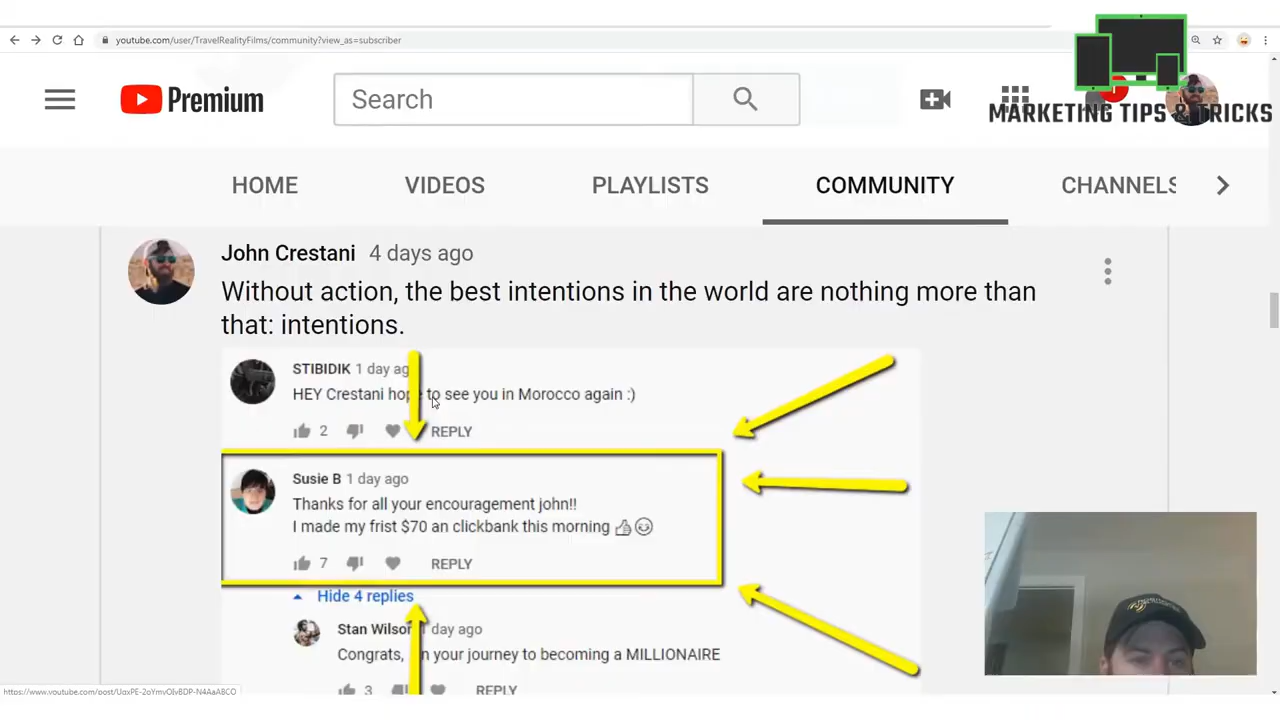 youtube.com/user/TravelRealityFilms/community?view_as=subscriber
Premium
Search
MARKETING TIPS & TRICKS
HOME VIDEOS PLAYLISTS COMMUNITY CHANNELS
John Crestani 4 days ago
Without action, the best intentions in the world are nothing more than
that: intentions.
STIBIDIK 1 day ag
HEY Crestani hope to see you in Morocco again :)
2 REPLY
Susie B 1 day ago
Thanks for all your encouragement john!!
I made my frist $70 an clickbank this morning
7 REPLY
Hide 4 replies
Stan Wilson day ago
Congrats, n your journey to becoming a MILLIONAIRE
3 REPLY